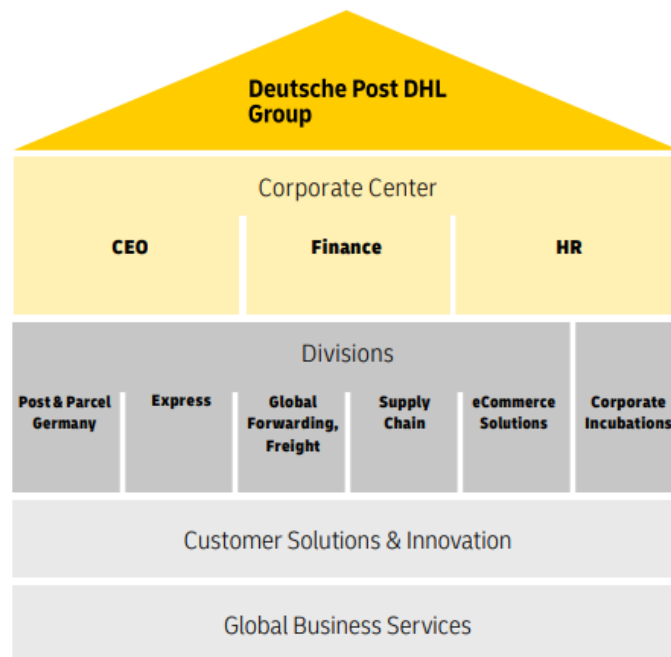 Deutsche Post DHL
Group
Corporate Center
CEO
Finance
HR
Divisions
Post & Parcel
Germany
Express
Global
Forwarding,
Freight
Supply
Chain
eCommerce
Solutions
Corporate
Incubations
Customer Solutions & Innovation
Global Business Services